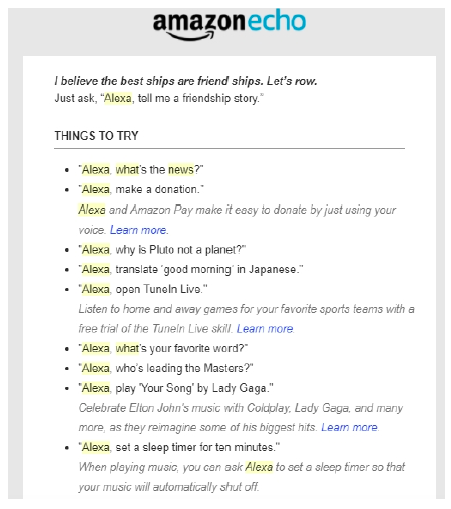 amazon echo
I believe the best ships are friend' ships. Let's row.
Just ask, "Alexa, tell me a friendship story."
THINGS TO TRY
• "Alexa, what's the news?"
• "Alexa, make a donation."
Alexa and Amazon Pay make it easy to donate by just using your
voice. Learn more.
• "Alexa, why is Pluto not a planet?"
• "Alexa, translate 'good morning' in Japanese."
• "Alexa, open TuneIn Live."
Listen to home and away games for your favorite sports teams with a
free trial of the TuneIn Live skill. Learn more
• "Alexa, what's your favorite word?"
• "Alexa, who's leading the Masters?"
• "Alexa, play 'Your Song' by Lady Gaga."
Celebrate Elton John's music with Coldplay, Lady Gaga, and many
more, as they reimagine some of his biggest hits. Learn more
• "Alexa, set a sleep timer for ten minutes."
When playing music, you can ask Alexa to set a sleep timer so that
your music will automatically shut off.